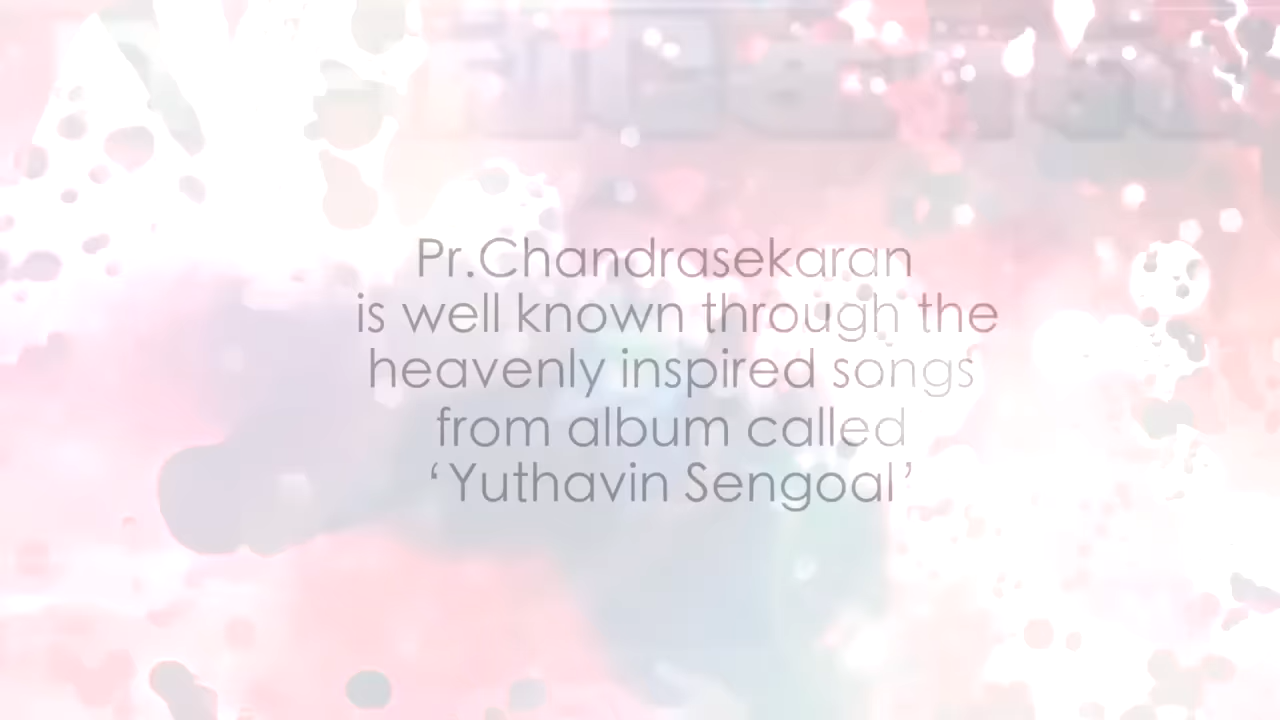 Pr.Chandrasekaran
is well known through the
heavenly inspired songs
from album called
‘Yuthavin Sengoal’